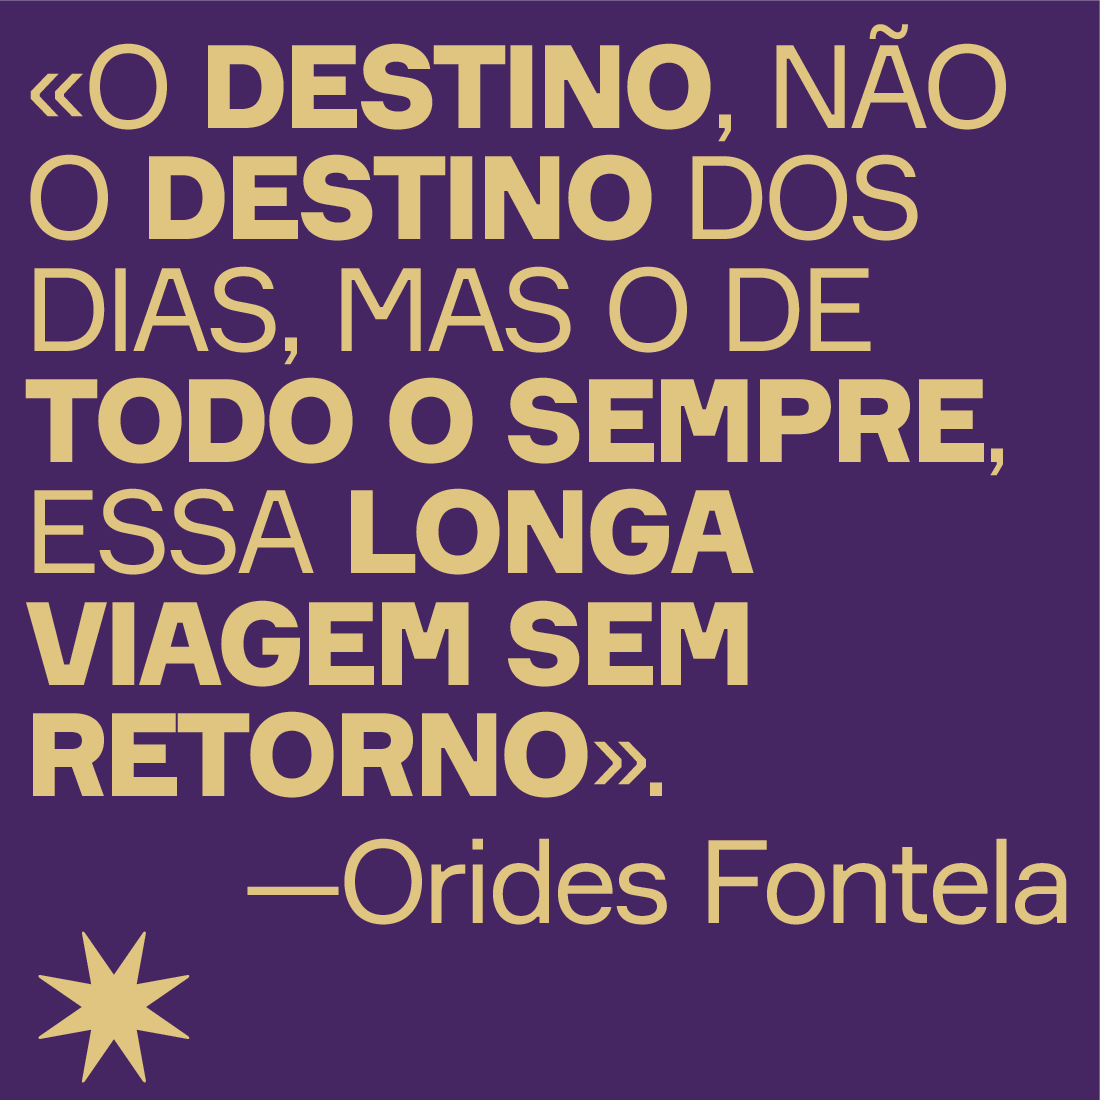 «O DESTINO, NÃO
O DESTINO DOS
DIAS, MAS O DE
TODO O SEMPRE,
ESSA LONGA
VIAGEM SEM
RETORNO».
—Orides Fontela